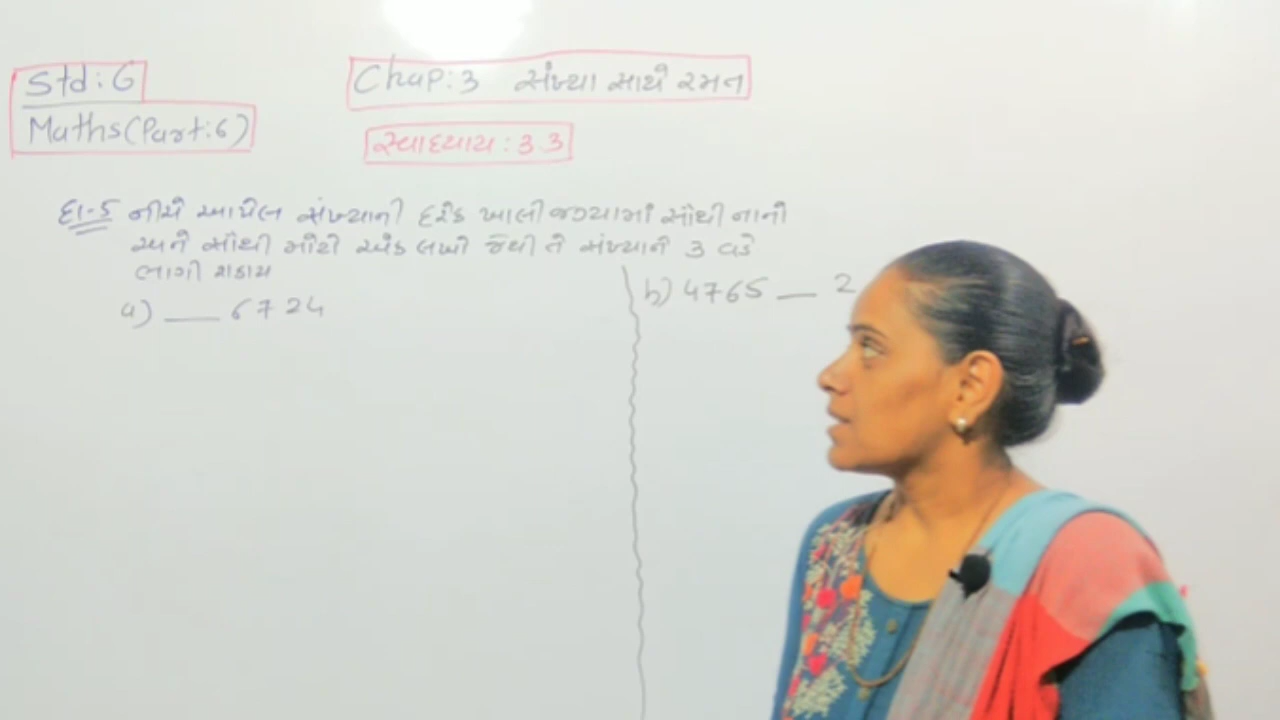 Std: 6
Maths (Part: 6)
Chap: 3 સંખ્યા સાથે રમત
સ્વાધ્યાય : 3.3
દા-5 નીચે આપેલ સંખ્યાની દરેક ખાલી જગ્યામાં સૌથી નાનો
અને સૌથી મોટો અંક લખો જેથી તે સંખ્યાને 3 વડે
ભાગી શકાય
a) ___ 6724
b) 4765 ___ 2